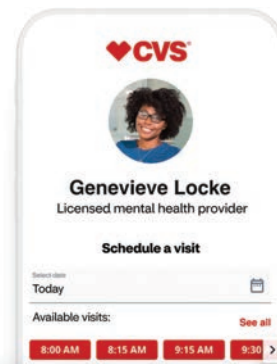 CVS®
Genevieve Locke
Licensed mental health provider
Schedule a visit
Select date
Today
Available visits:
See all
8:00 AM 8:15 AM 9:15 AM 9:30